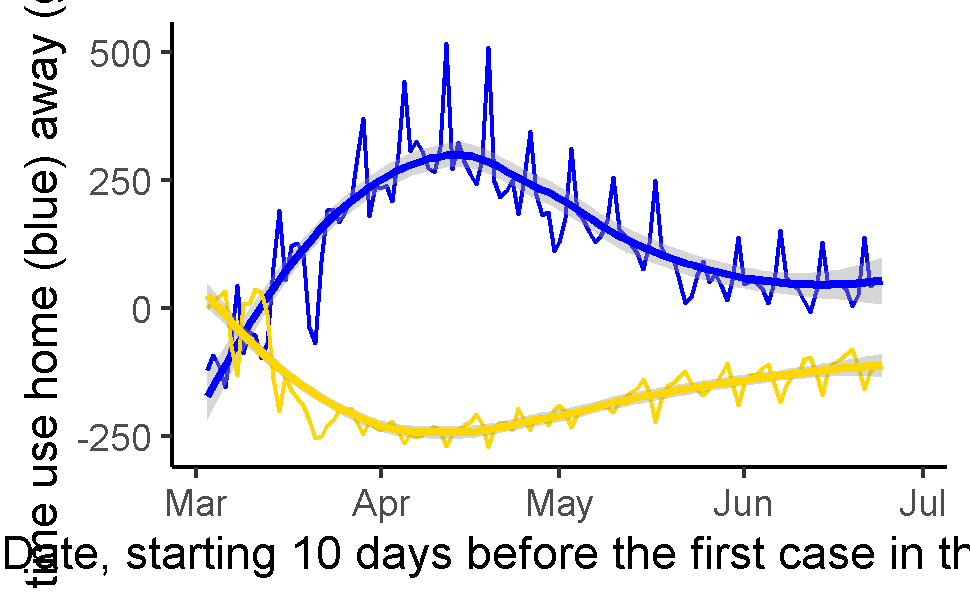 time use home (blue) away (
500
250
0
-250
Mar Apr May Jun Jul
Date, starting 10 days before the first case in th